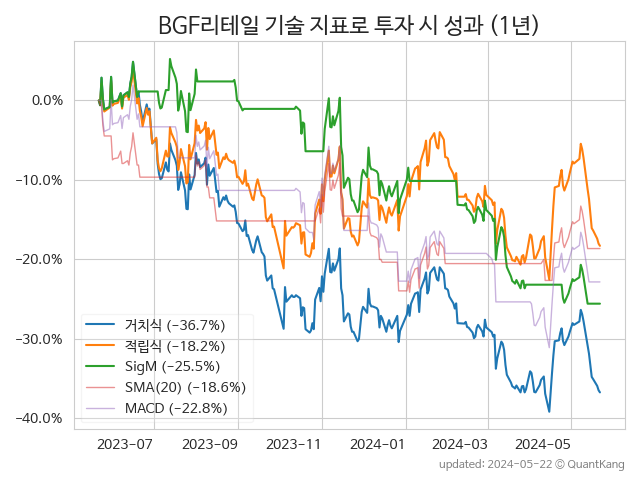 BGF리테일 기술 지표로 투자 시 성과 (1년)
0.0%
−10.0%
−20.0%
−30.0%
−40.0%
거치식 (−36.7%)
적립식 (−18.2%)
SigM (−25.5%)
SMA(20) (−18.6%)
MACD (−22.8%)
2023−07
2023−09
2023−11
2024−01
2024−03
2024−05
updated: 2024−05−22 © QuantKang